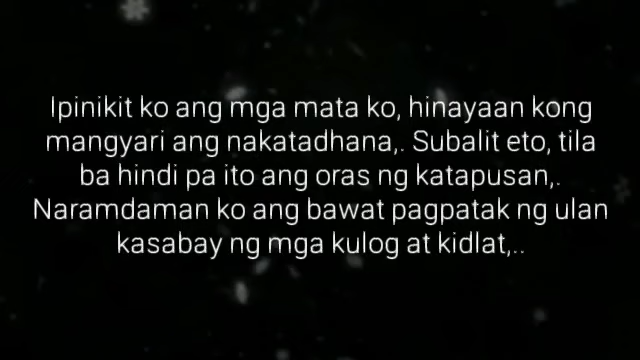 Ipinikit ko ang mga mata ko, hinayaan kong
mangyari ang nakatadhana,. Subalit eto, tila
ba hindi pa ito ang oras ng katapusan,.
Naramdaman ko ang bawat pagpatak ng ulan
kasabay ng mga kulog at kidlat,..